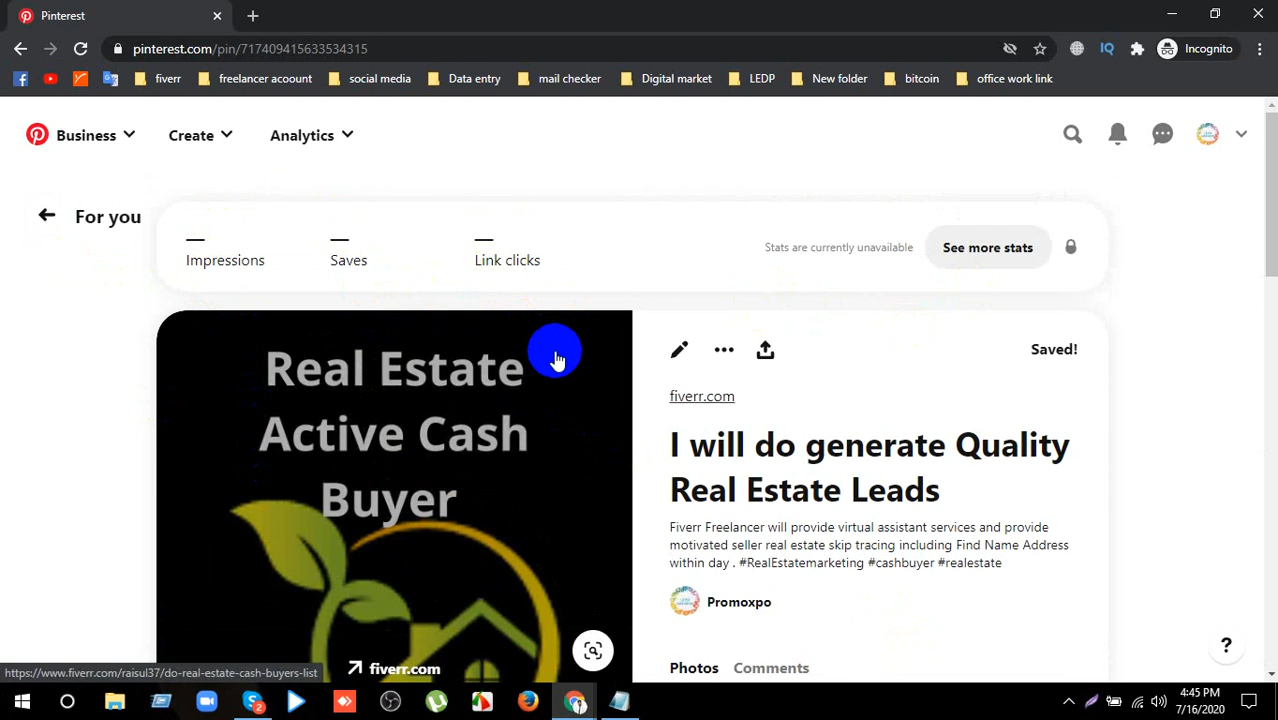 Pinterest
pinterest.com/pin/717409415633534315
IQ
Incognito
fiverr
freelancer acoount
social media
Data entry
mail checker
Digital market
LEDP
New folder
bitcoin
office work link
Business
Create
Analytics
For you
Impressions
Saves
Link clicks
Stats are currently unavailable
See more stats
Real Estate
Active Cash
Buyer
fiverr.com
Saved!
fiverr.com
I will do generate Quality
Real Estate Leads
Fiverr Freelancer will provide virtual assistant services and provide
motivated seller real estate skip tracing including Find Name Address
within day . #RealEstatemarketing #cashbuyer #realestate
Promoxpo
Photos
Comments
?
https://www.fiverr.com/raisul37/do-real-estate-cash-buyers-list
2
4:45 PM
7/16/2020